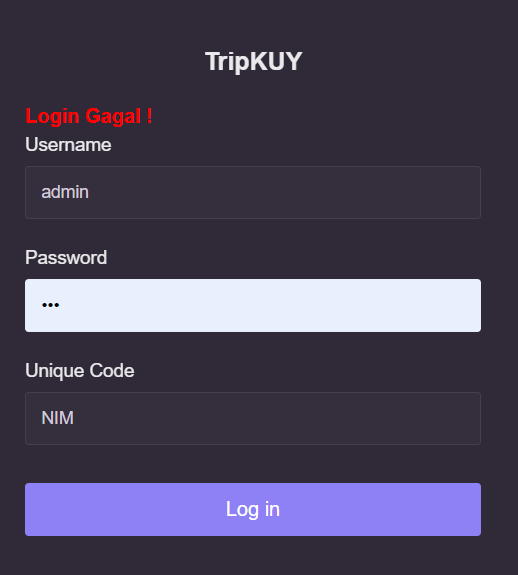 TripKUY
Login Gagal !
Username
admin
Password
•••
Unique Code
NIM
Log in